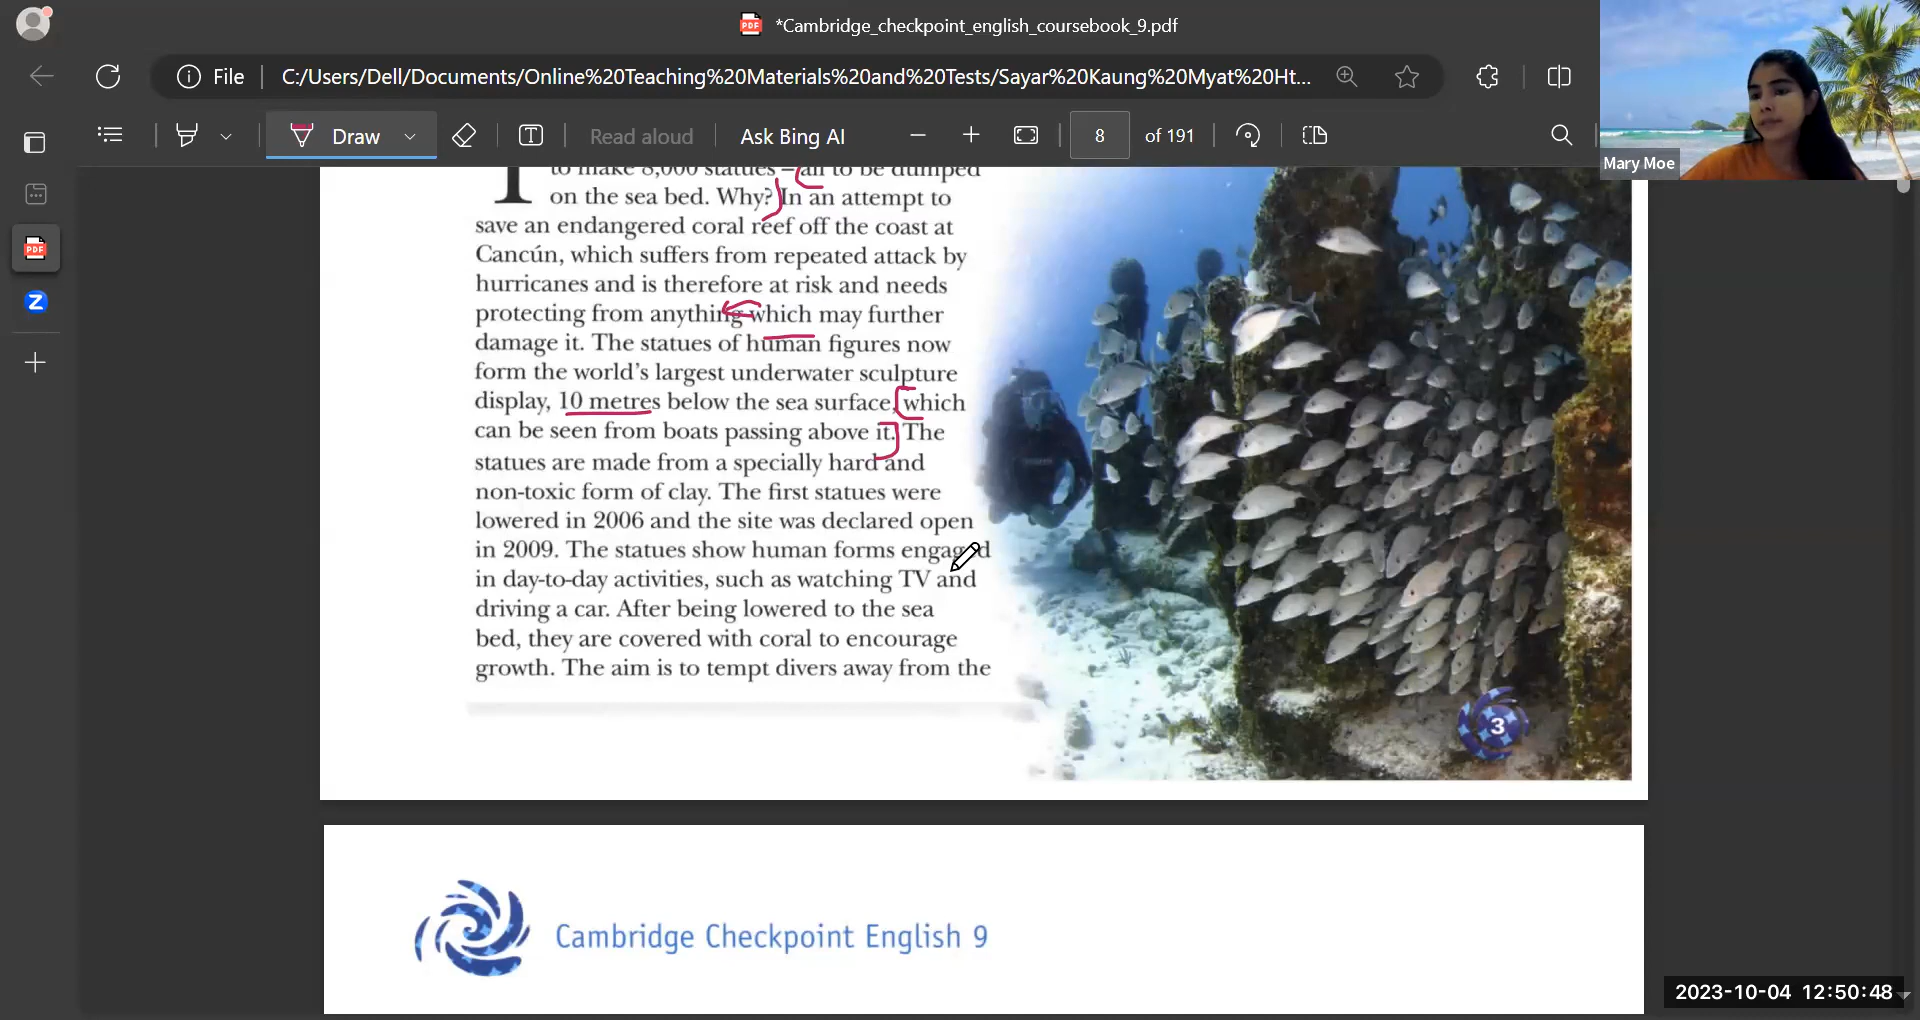 *Cambridge_checkpoint_english_coursebook_9.pdf
File
C:/Users/Dell/Documents/Online%20Teaching%20Materials%20and%20Tests/Sayar%20Kaung%20Myat%20Ht...
Draw
Read aloud
Ask Bing AI
8
of 191
Mary Moe
T to make 8,000 statues – all to be dumped
on the sea bed. Why? In an attempt to
save an endangered coral reef off the coast at
Cancún, which suffers from repeated attack by
hurricanes and is therefore at risk and needs
protecting from anything which may further
damage it. The statues of human figures now
form the world's largest underwater sculpture
display, 10 metres below the sea surface, which
can be seen from boats passing above it. The
statues are made from a specially hard and
non-toxic form of clay. The first statues were
lowered in 2006 and the site was declared open
in 2009. The statues show human forms engaged
in day-to-day activities, such as watching TV and
driving a car. After being lowered to the sea
bed, they are covered with coral to encourage
growth. The aim is to tempt divers away from the
3
Cambridge Checkpoint English 9
2023-10-04 12:50:48